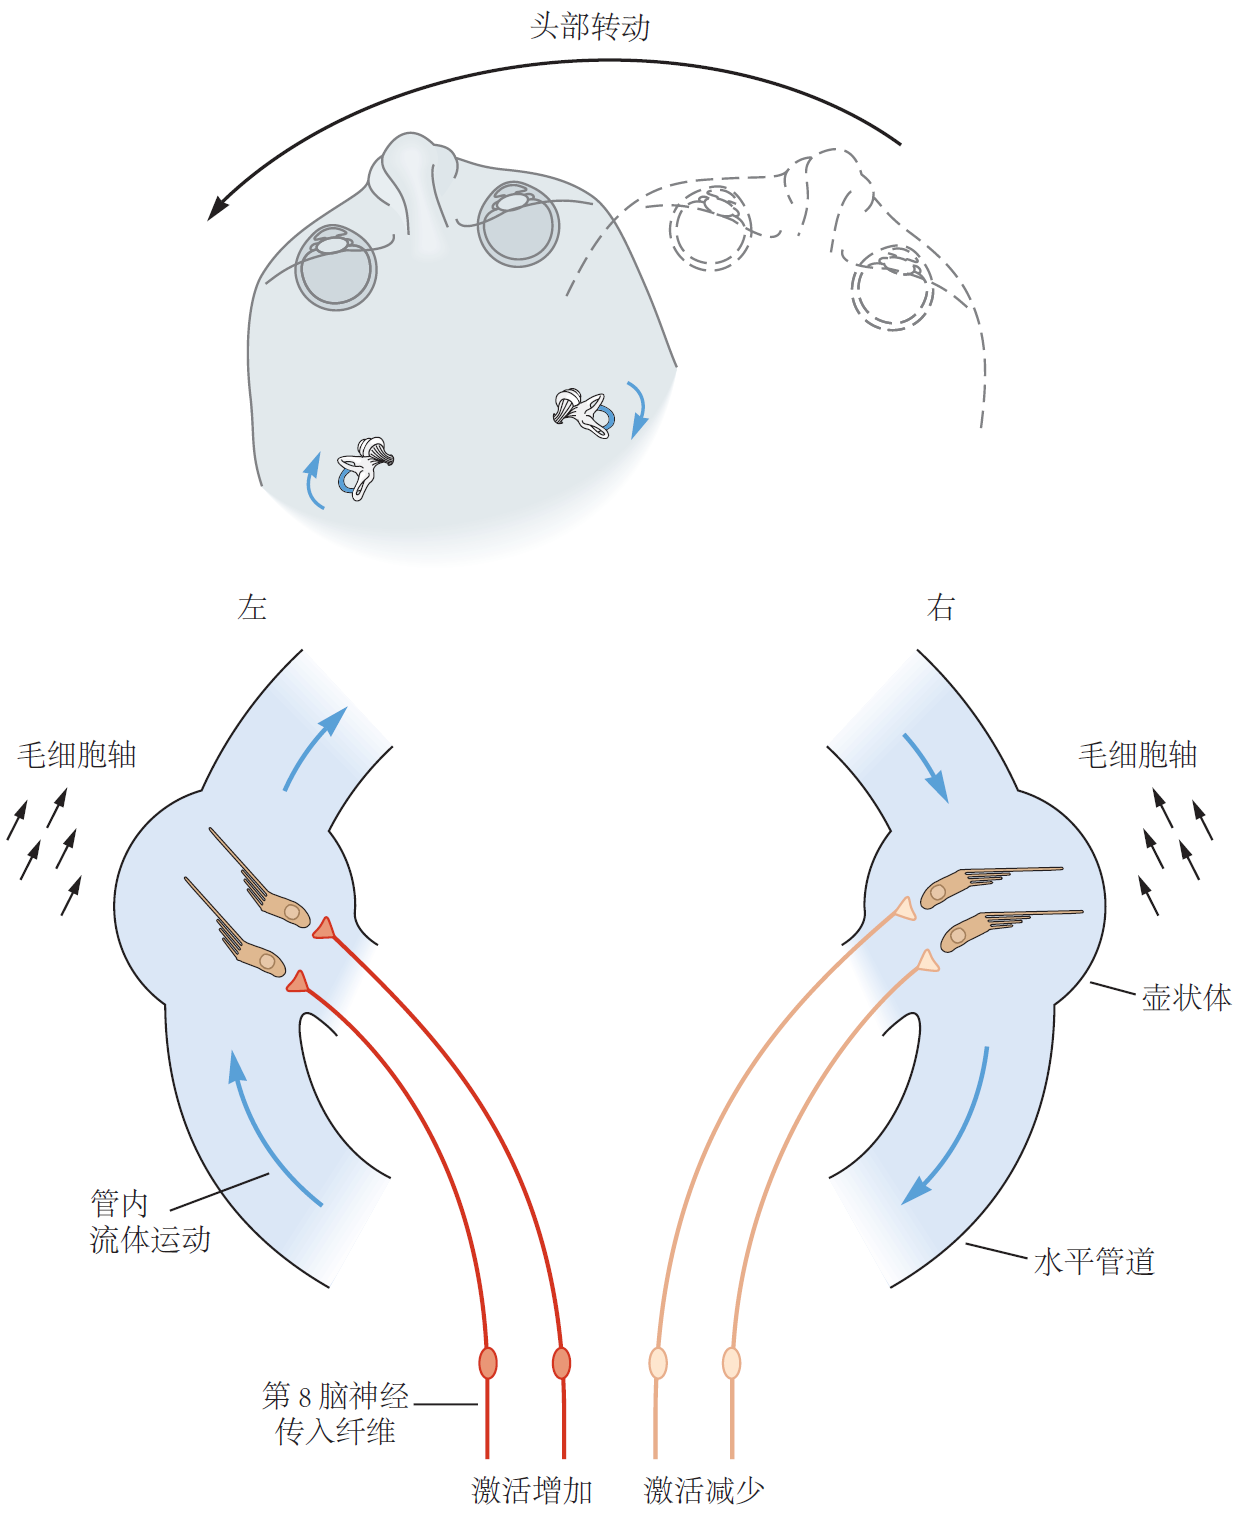 头部转动
左
右
毛细胞轴
毛细胞轴
壶状体
管内
流体运动
水平管道
第 8 脑神经
传入纤维
激活增加
激活减少